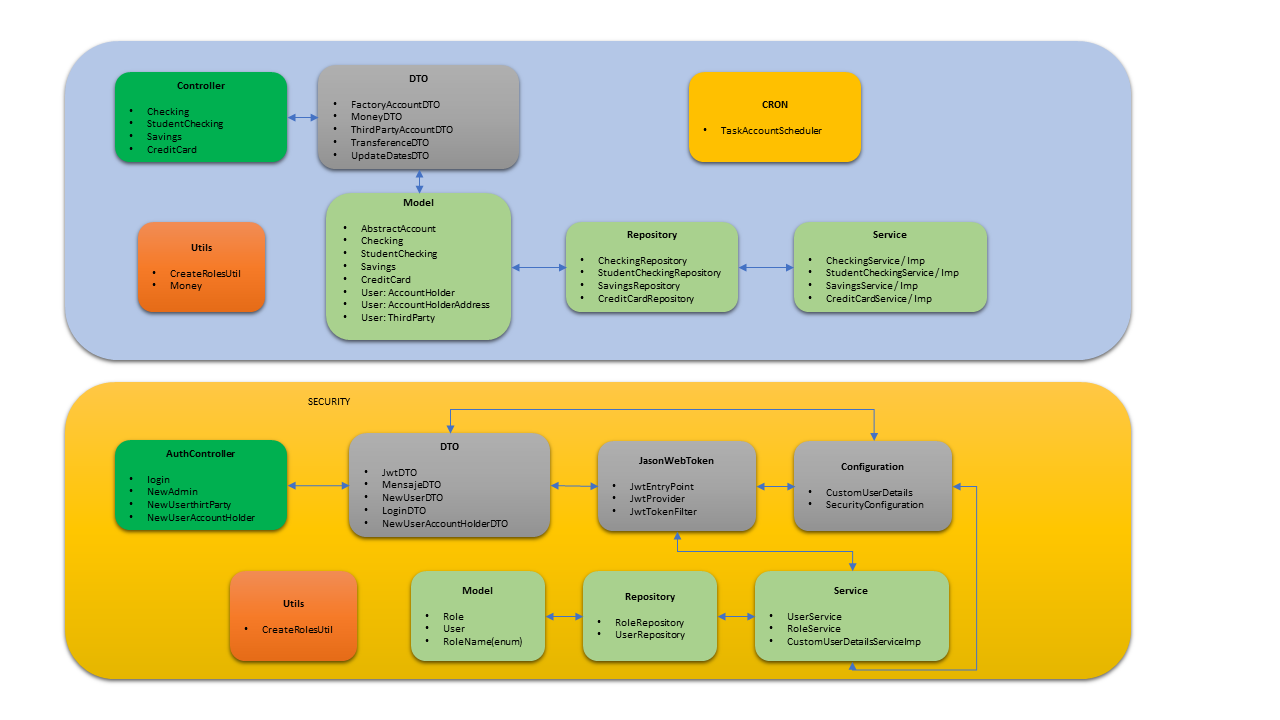 Controller
• Checking
• StudentChecking
• Savings
• CreditCard
DTO
• FactoryAccountDTO
• MoneyDTO
• ThirdPartyAccountDTO
• TransferenceDTO
• UpdateDatesDTO
CRON
• TaskAccountScheduler
Utils
• CreateRolesUtil
• Money
Model
• AbstractAccount
• Checking
• StudentChecking
• Savings
• CreditCard
• User: AccountHolder
• User: AccountHolderAddress
• User: ThirdParty
Repository
• CheckingRepository
• StudentCheckingRepository
• SavingsRepository
• CreditCardRepository
Service
• CheckingService / Imp
• StudentCheckingService / Imp
• SavingsService / Imp
• CreditCardService / Imp
SECURITY
AuthController
• login
• NewAdmin
• NewUserthirtParty
• NewUserAccountHolder
DTO
• JwtDTO
• MensajeDTO
• NewUserDTO
• LoginDTO
• NewUserAccountHolderDTO
JasonWebToken
• JwtEntryPoint
• JwtProvider
• JwtTokenFilter
Configuration
• CustomUserDetails
• SecurityConfiguration
Utils
• CreateRolesUtil
Model
• Role
• User
• RoleName(enum)
Repository
• RoleRepository
• UserRepository
Service
• UserService
• RoleService
• CustomUserDetailsServiceImp